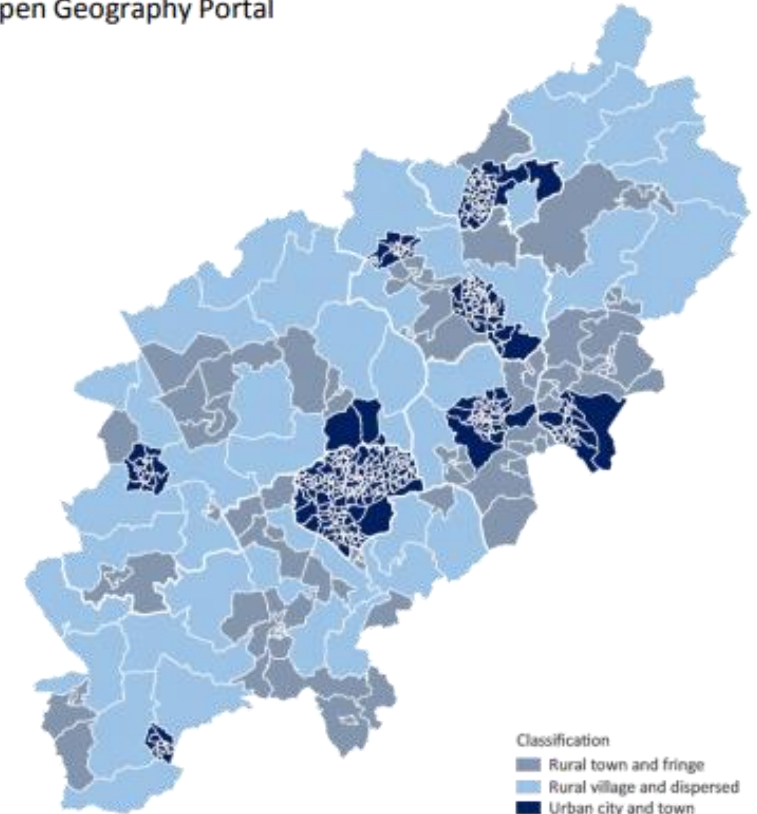 pen Geography Portal
Classification
Rural town and fringe
Rural village and dispersed
Urban city and town